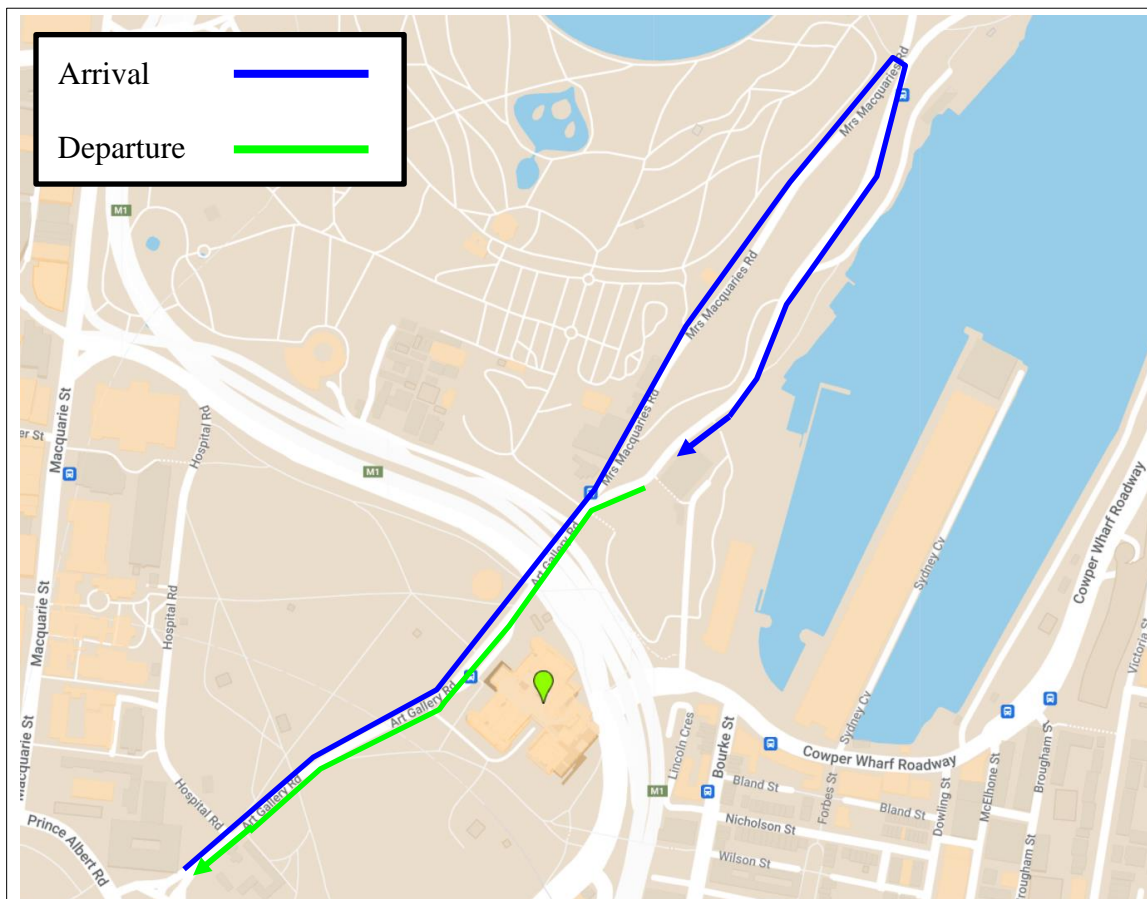 Arrival
Departure
Mrs Macquaries Rd
M1
Mrs Macquaries Rd
Mrs Macquaries Rd
Hospital Rd
Macquarie St
er St
M1
Cowper Wharf Roadway
Art Gallery Rd
Sydney Cv
Macquarie St
Hospital Rd
Victoria St
Art Gallery Rd
Sydney Cv
Lincoln Cres
Bourke St
Cowper Wharf Roadway
Macquarie St
Hospital Rd
Art Gallery Rd
M1
Bland St
Forbes St
Bland St
Dowling St
McElhone St
Brougham St
Nicholson St
Prince Albert Rd
Wilson St
Brougham St